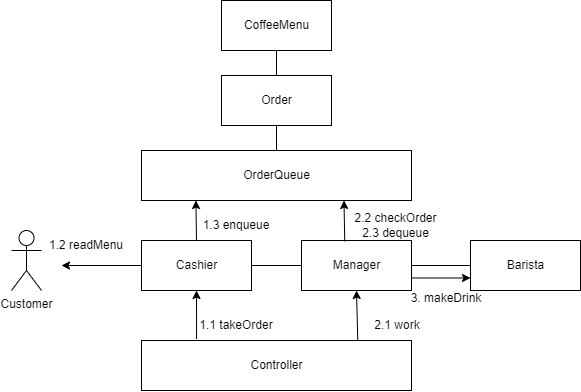 CoffeeMenu
Order
OrderQueue
1.3 enqueue
2.2 checkOrder
2.3 dequeue
1.2 readMenu
Cashier
Manager
Barista
Customer
3. makeDrink
1.1 takeOrder
2.1 work
Controller